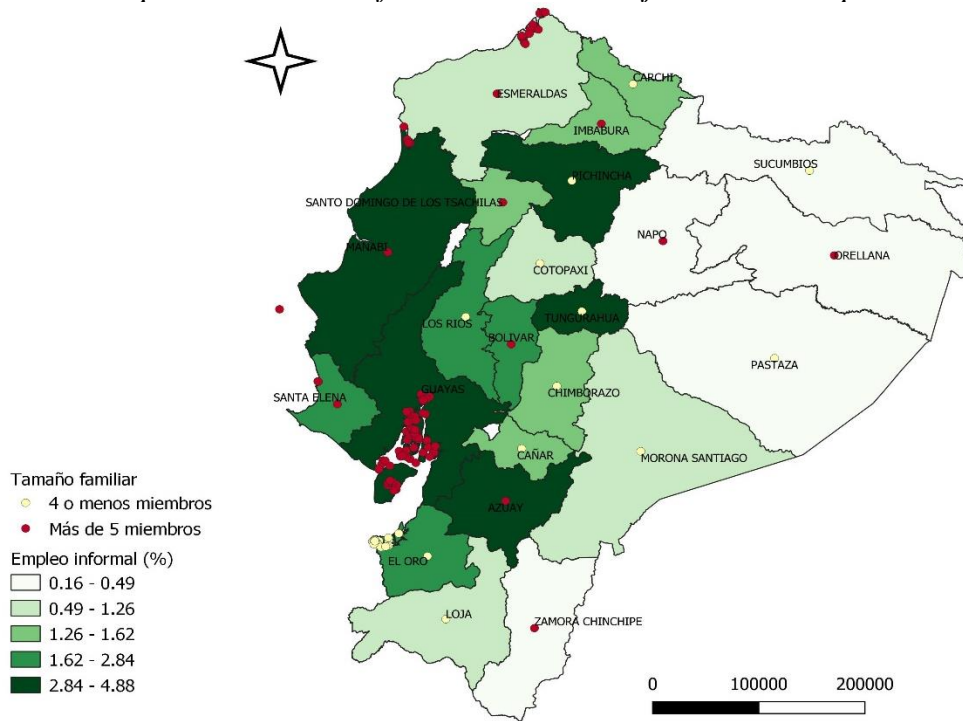 CARCHI
ESMERALDAS
IMBABURA
SUCUMBIOS
PICHINCHA
SANTO DOMINGO DE LOS TSACHILAS
NAPO
MANABI
ORELLANA
COTOPAXI
LOS RIOS
TUNGURAHUA
BOLIVAR
PASTAZA
GUAYAS
CHIMBORAZO
SANTA ELENA
CAÑAR
MORONA SANTIAGO
AZUAY
EL ORO
LOJA
ZAMORA CHINCHIPE
Tamaño familiar
4 o menos miembros
Más de 5 miembros
Empleo informal (%)
0.16 - 0.49
0.49 - 1.26
1.26 - 1.62
1.62 - 2.84
2.84 - 4.88
0 100000 200000